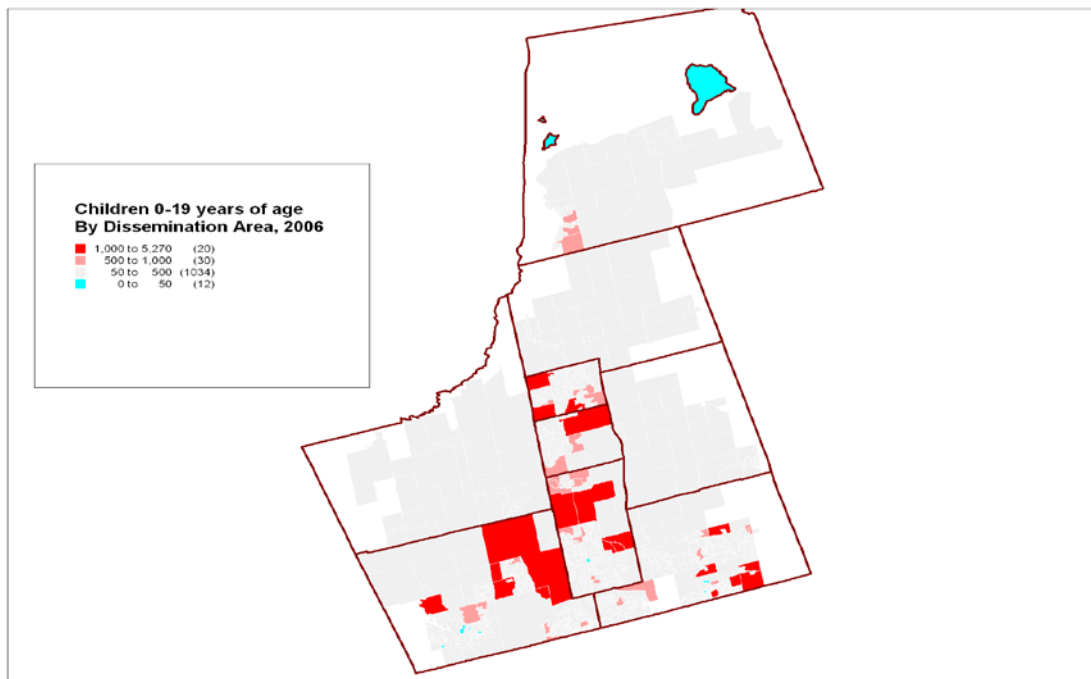 Children 0-19 years of age
By Dissemination Area, 2006
1,000 to 5,270 (20)
500 to 1,000 (30)
50 to 500 (1034)
0 to 50 (12)